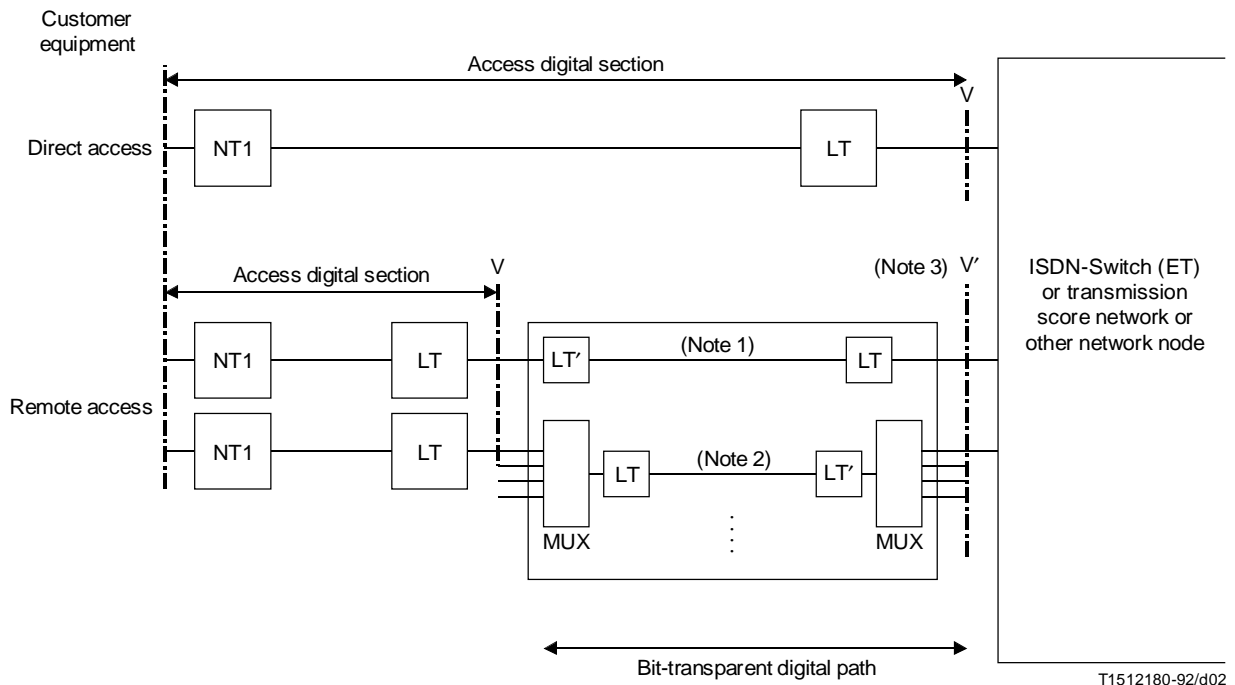 Customer
equipment
Access digital section
V
Direct access
NT1
LT
Access digital section
V
(Note 3)
V′
ISDN-Switch (ET)
or transmission
score network or
other network node
NT1
LT
LT′
(Note 1)
LT
Remote access
NT1
LT
MUX
LT
(Note 2)
LT′
MUX
Bit-transparent digital path
T1512180-92/d02